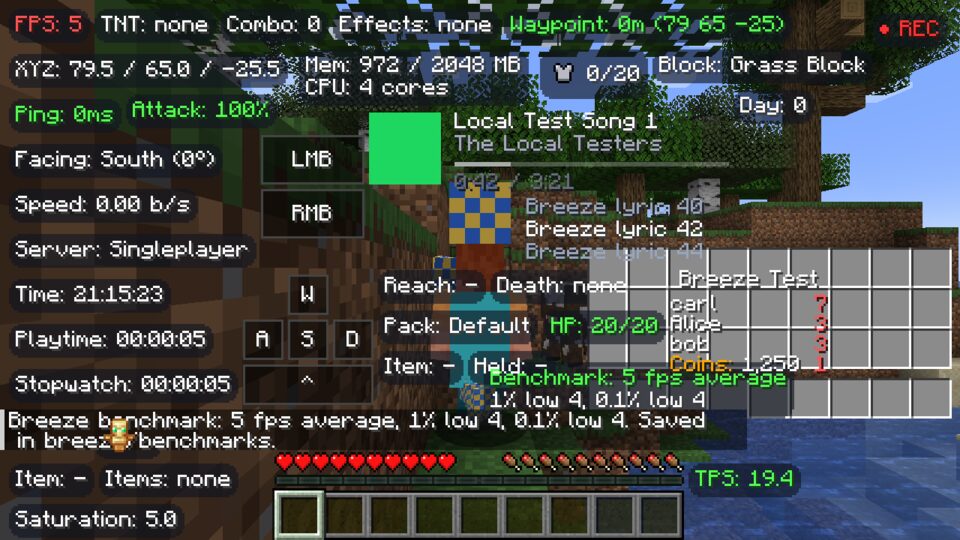 FPS: 5 TNT: none Combo: 0 Effects: none Waypoint: 0m (79 65 -25) REC
XYZ: 79.5 / 65.0 / -25.5
Mem: 972 / 2048 MB
CPU: 4 cores
0/20
Block: Grass Block
Ping: 0ms
Attack: 100%
Day: 0
Local Test Song 1
The Local Testers
0:42 / 3:21
Facing: South (0°)
LMB
Speed: 0.00 b/s
RMB
Breeze lyric 40
Breeze lyric 42
Breeze lyric 44
Server: Singleplayer
Time: 21:15:23
W
Reach: - Death: none
Breeze Test
carl 7
Alice 3
bob 3
Coins: 1,250 1
Playtime: 00:00:05
A S D
Pack: Default HP: 20/20
Stopwatch: 00:00:05
^
Item: - Held: -
Benchmark: 5 fps average
1% low 4, 0.1% low 4
Breeze benchmark: 5 fps average, 1% low 4, 0.1% low 4. Saved
in breeze/benchmarks.
Item: - Items: none
TPS: 19.4
Saturation: 5.0